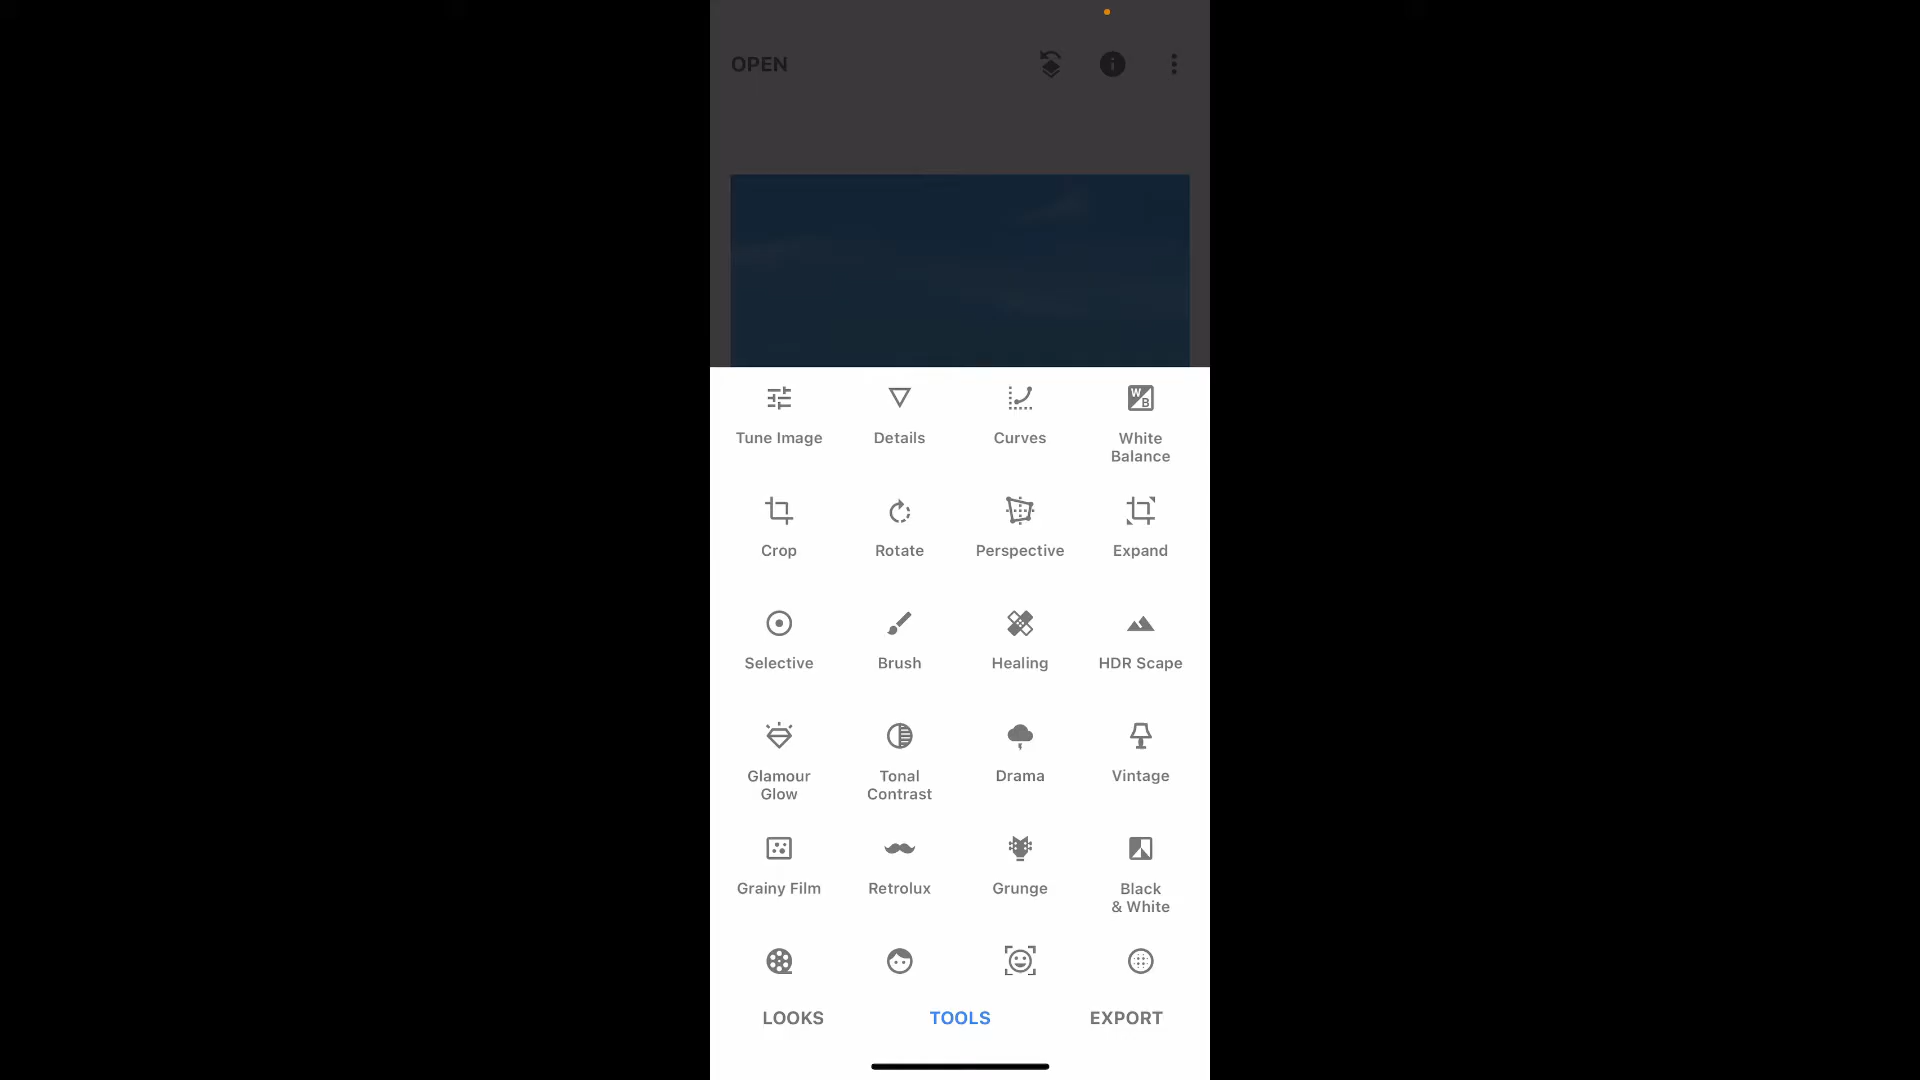 OPEN
Tune Image
Details
Curves
White
Balance
Crop
Rotate
Perspective
Expand
Selective
Brush
Healing
HDR Scape
Glamour
Glow
Tonal
Contrast
Drama
Vintage
Grainy Film
Retrolux
Grunge
Black
& White
LOOKS
TOOLS
EXPORT